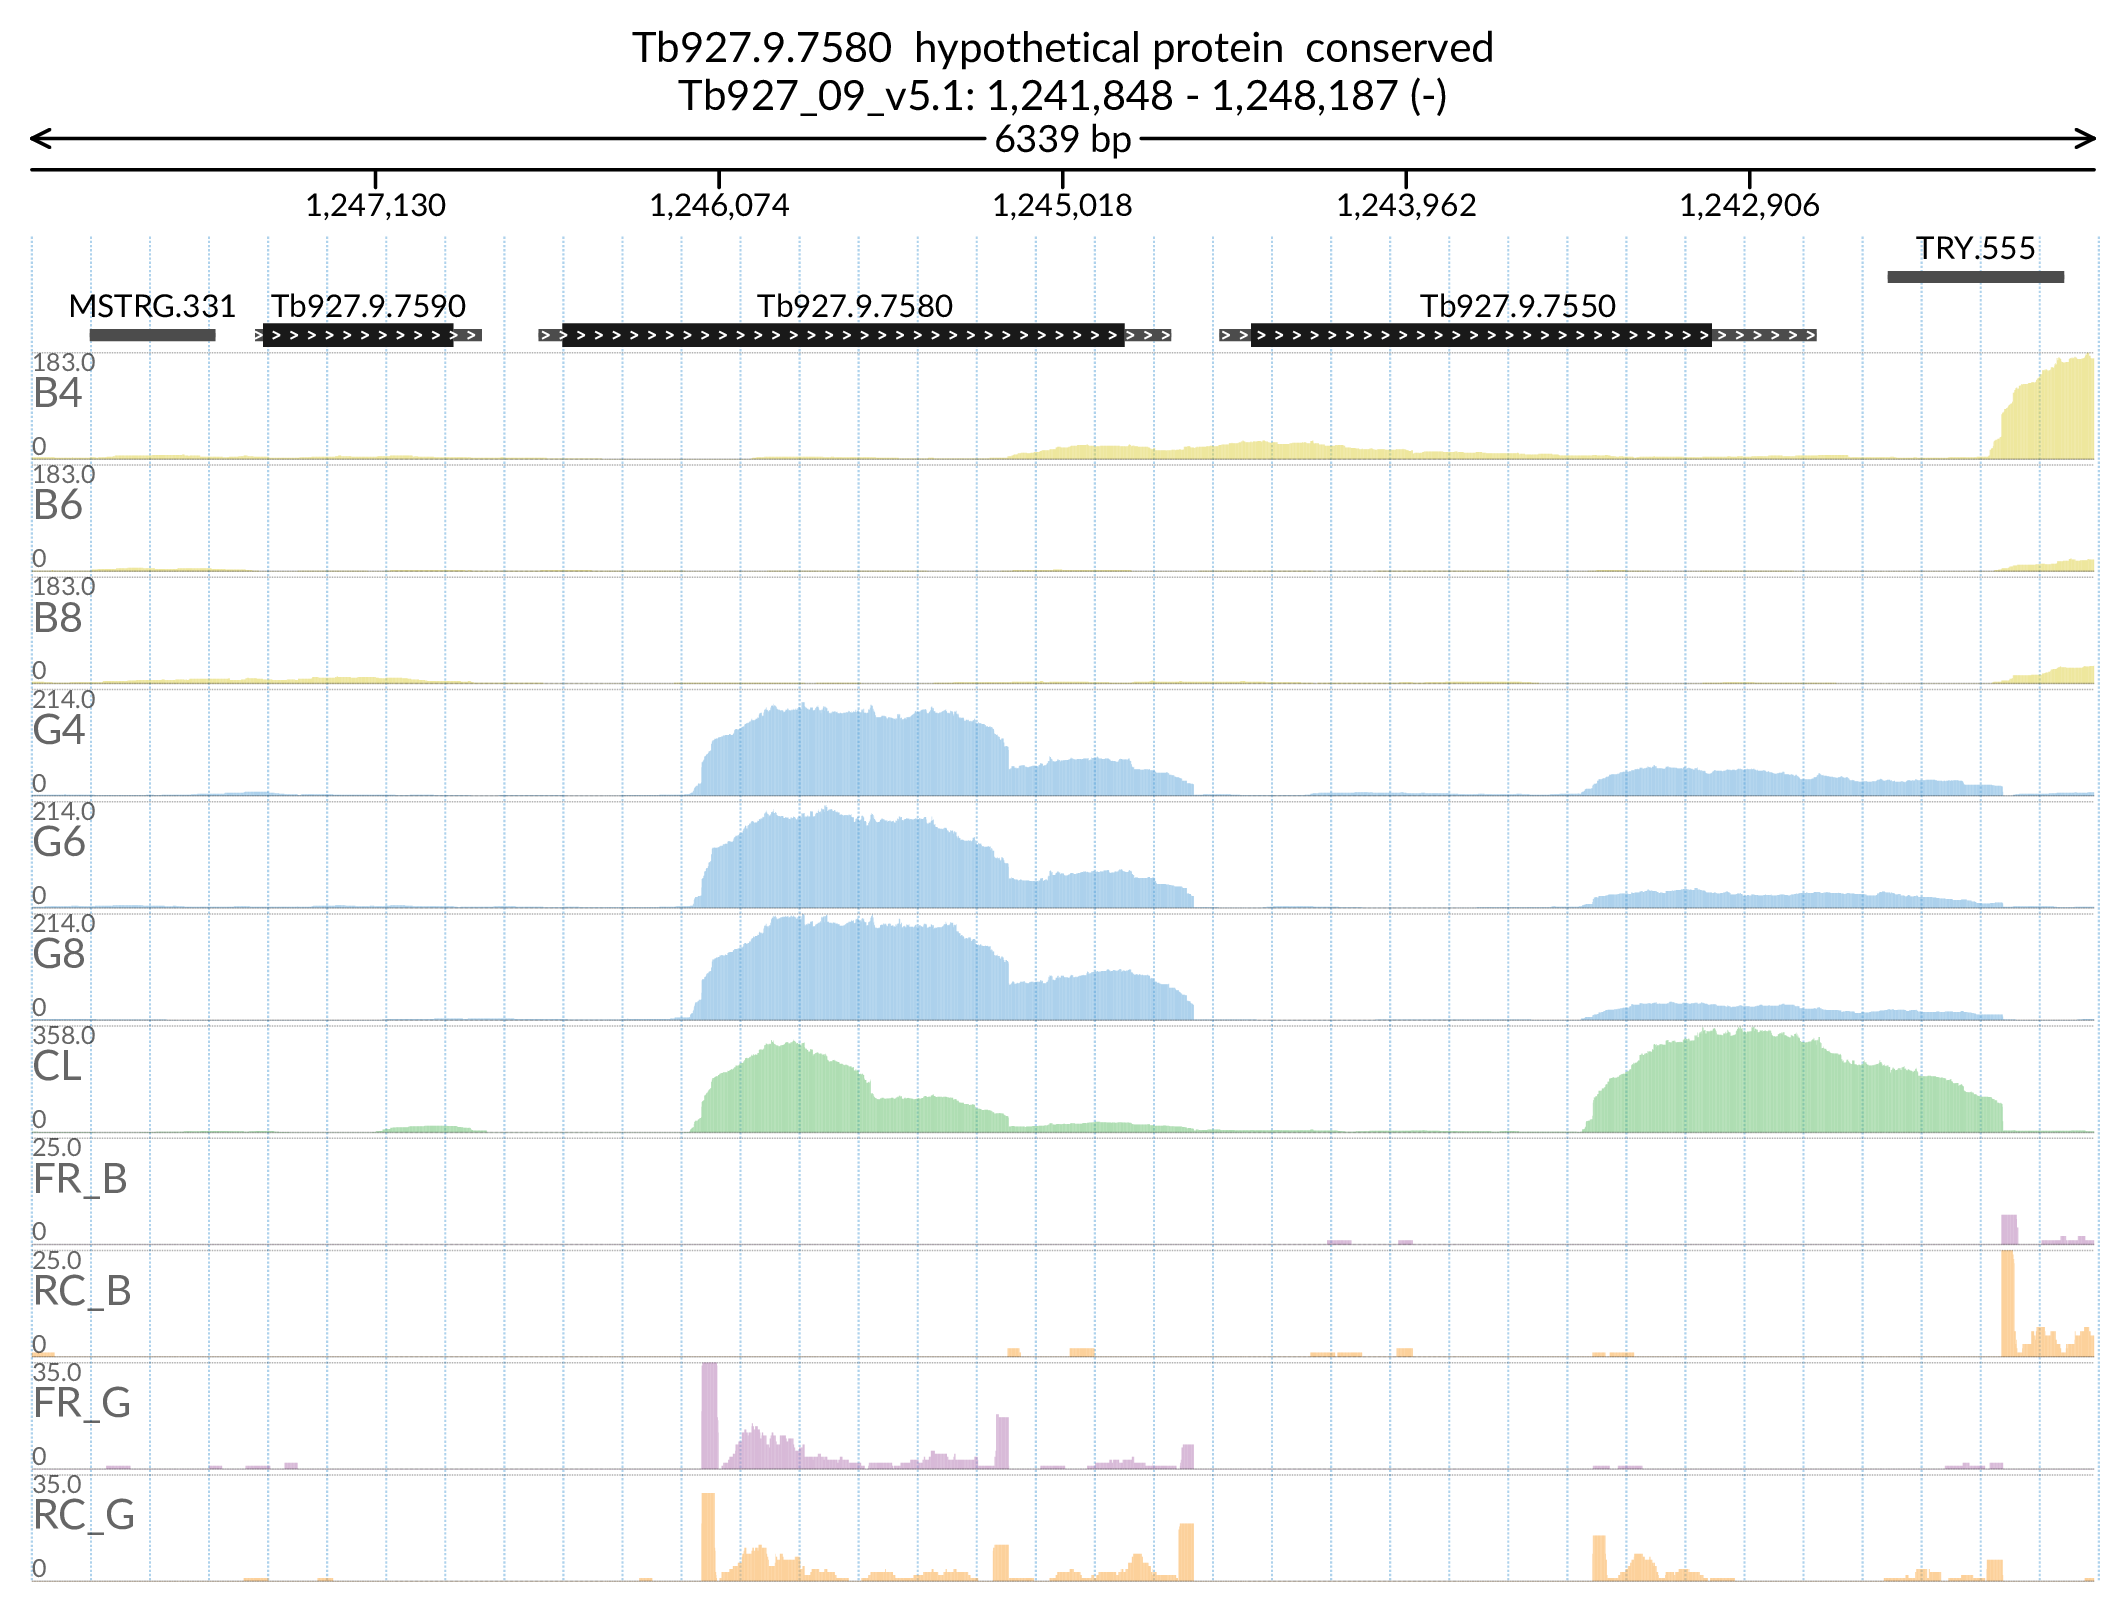 Tb927.9.7580  hypothetical protein  conserved
Tb927_09_v5.1: 1,241,848 - 1,248,187 (-)
6339 bp
1,247,130 1,246,074 1,245,018 1,243,962 1,242,906
TRY.555
MSTRG.331 Tb927.9.7590 Tb927.9.7580 Tb927.9.7550
183.0
B4
0
183.0
B6
0
183.0
B8
0
214.0
G4
0
214.0
G6
0
214.0
G8
0
358.0
CL
0
25.0
FR_B
0
25.0
RC_B
0
35.0
FR_G
0
35.0
RC_G
0